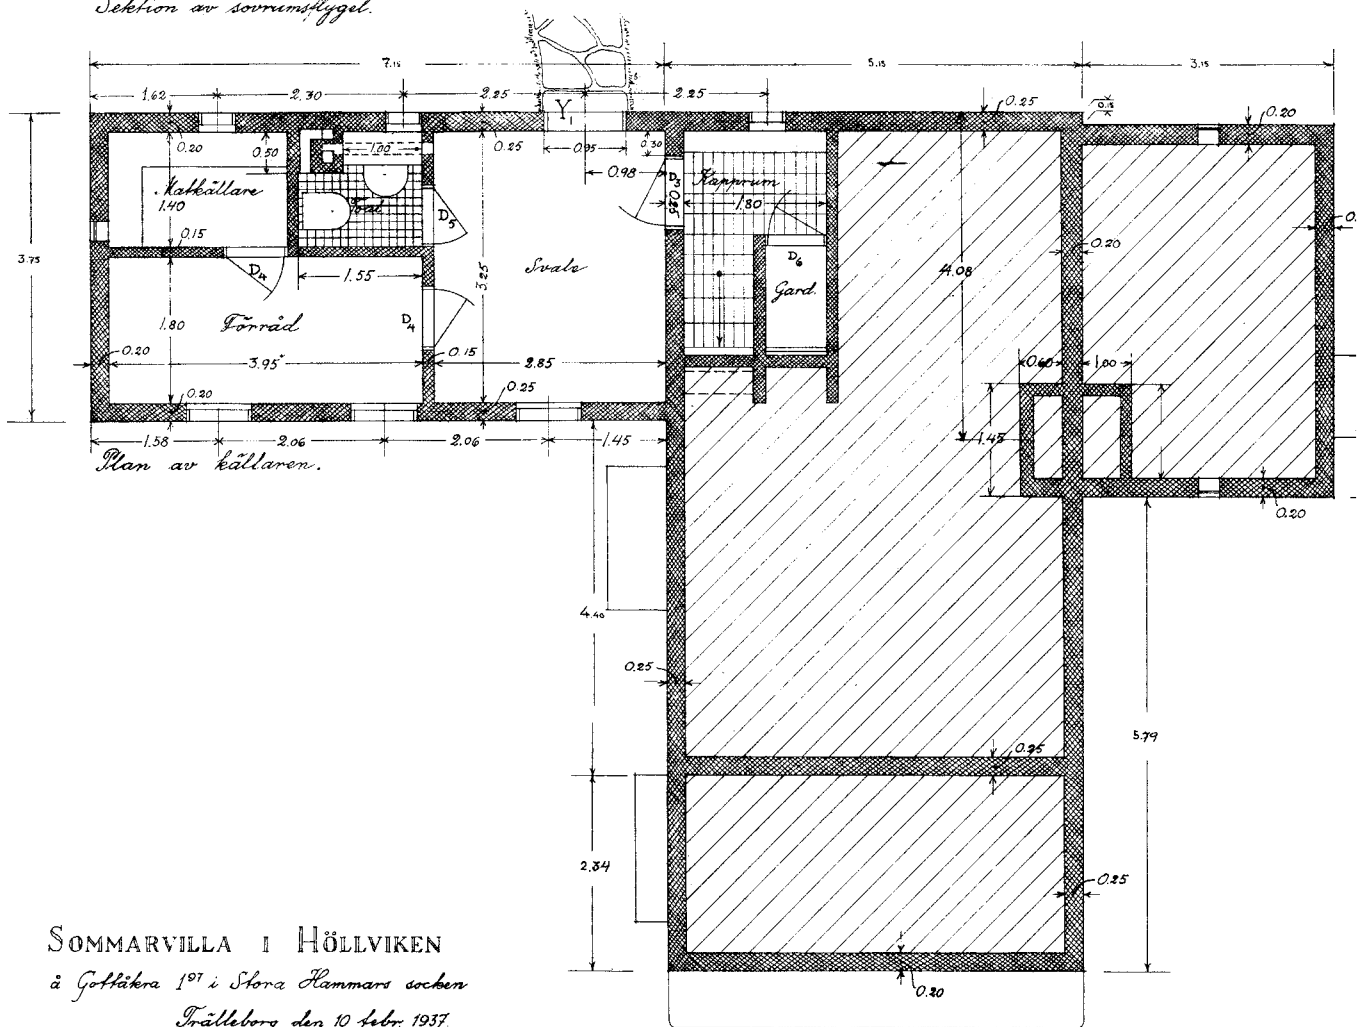 Sektion av sovrumsflygel.
7.15 5.15 3.15
1.62 2.30 2.25 2.25 0.25 0.15 0.20
Y1
0.20 0.50 1.00 0.25 0.95 0.30
0.98 D3 Kapprum
Matkällare
1.40 Toal. D5 0.25 1.80
0.15 0.20
3.75 D4 1.55 3.25 Svale D6 4.08
Gard.
1.80 Förråd D4
0.20 3.95 0.15 2.85 0.60 1.00
0.20 0.25
1.58 2.06 2.06 1.45 1.45
Plan av källaren.
0.20
4.40
0.25
5.79
0.25
2.34
0.25
SOMMARVILLA I HÖLLVIKEN
å Gottåkra 1⁹⁷ i Stora Hammars socken
0.20
Trälleborg den 10 febr. 1937.